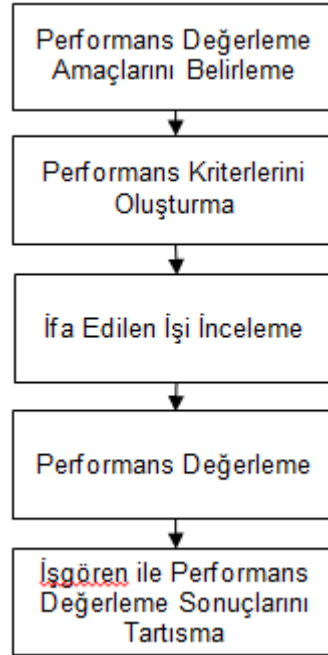 Performans Değerleme
Amaçlarını Belirleme
Performans Kriterlerini
Oluşturma
İfa Edilen İşi İnceleme
Performans Değerleme
İşgören ile Performans
Değerleme Sonuçlarını
Tartısma